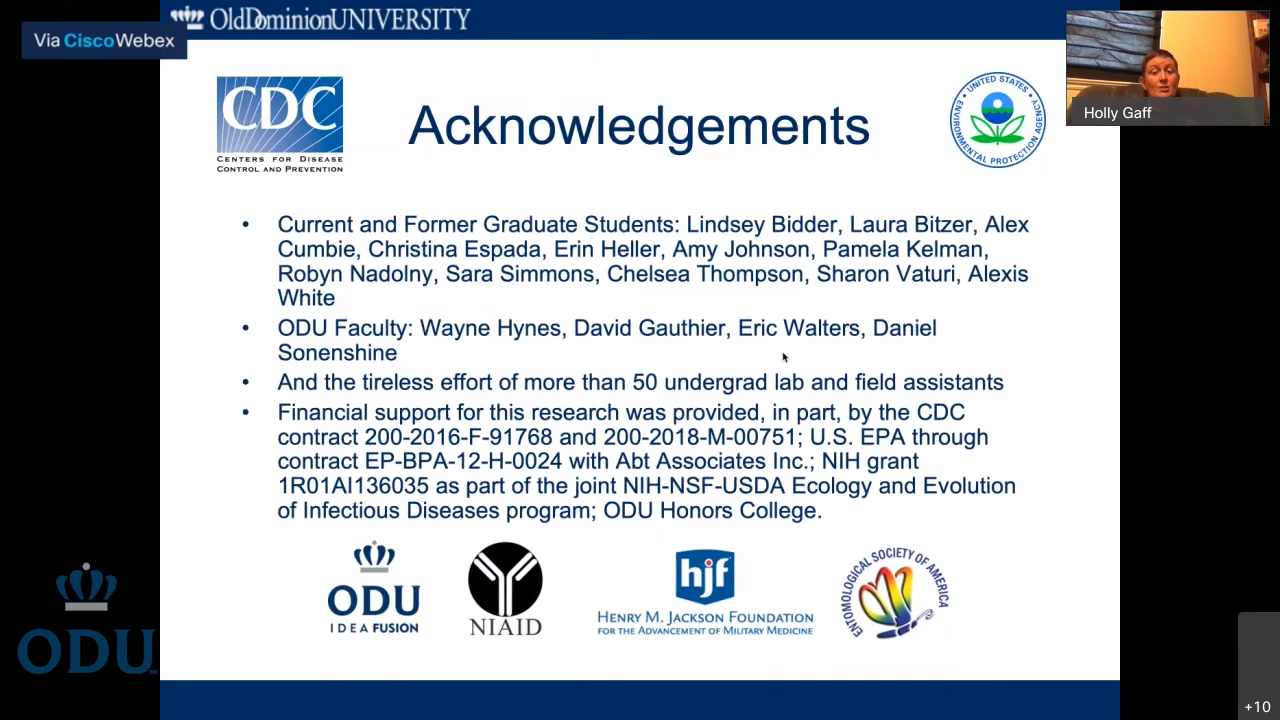 Old Dominion UNIVERSITY
Via Cisco Webex
CDC
CENTERS FOR DISEASE
CONTROL AND PREVENTION
Acknowledgements
UNITED STATES
ENVIRONMENTAL PROTECTION AGENCY
Holly Gaff
• Current and Former Graduate Students: Lindsey Bidder, Laura Bitzer, Alex
Cumbie, Christina Espada, Erin Heller, Amy Johnson, Pamela Kelman,
Robyn Nadolny, Sara Simmons, Chelsea Thompson, Sharon Vaturi, Alexis
White
• ODU Faculty: Wayne Hynes, David Gauthier, Eric Walters, Daniel
Sonenshine
• And the tireless effort of more than 50 undergrad lab and field assistants
• Financial support for this research was provided, in part, by the CDC
contract 200-2016-F-91768 and 200-2018-M-00751; U.S. EPA through
contract EP-BPA-12-H-0024 with Abt Associates Inc.; NIH grant
1R01AI136035 as part of the joint NIH-NSF-USDA Ecology and Evolution
of Infectious Diseases program; ODU Honors College.
ODU
IDEA FUSION
NIAID
hjf
HENRY M. JACKSON FOUNDATION
FOR THE ADVANCEMENT OF MILITARY MEDICINE
ENTOMOLOGICAL SOCIETY OF AMERICA
ODU
+10